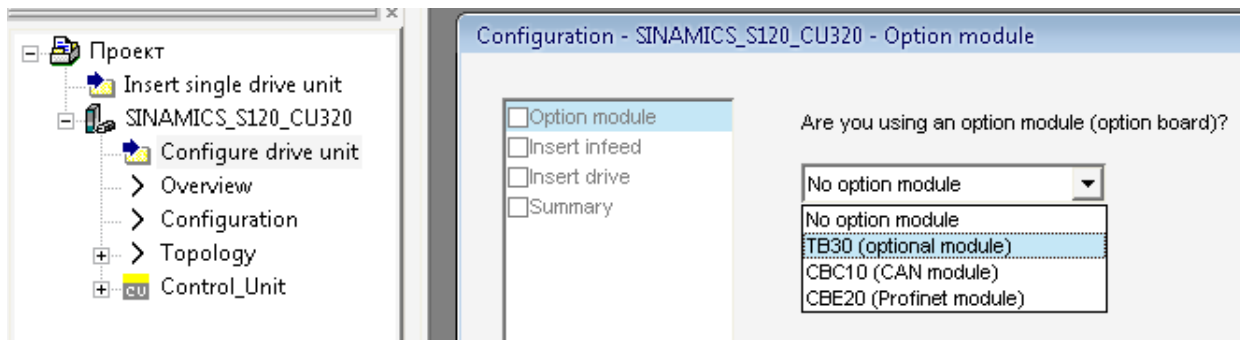 Проект
Insert single drive unit
SINAMICS_S120_CU320
Configure drive unit
Overview
Configuration
Topology
CU Control_Unit
Configuration - SINAMICS_S120_CU320 - Option module
Option module
Insert infeed
Insert drive
Summary
Are you using an option module (option board)?
No option module
No option module
TB30 (optional module)
CBC10 (CAN module)
CBE20 (Profinet module)